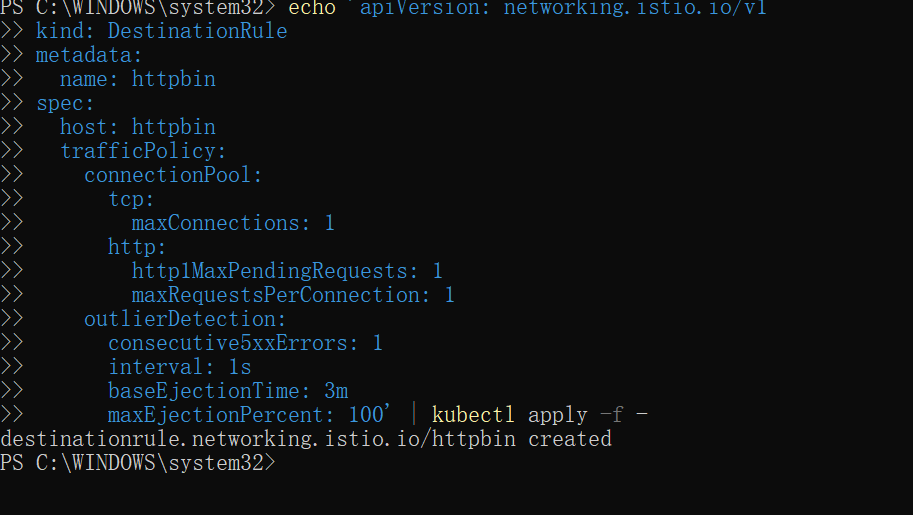 PS C:\WINDOWS\system32> echo 'apiVersion: networking.istio.io/v1
>> kind: DestinationRule
>> metadata:
>>   name: httpbin
>> spec:
>>   host: httpbin
>>   trafficPolicy:
>>     connectionPool:
>>       tcp:
>>         maxConnections: 1
>>       http:
>>         http1MaxPendingRequests: 1
>>         maxRequestsPerConnection: 1
>>     outlierDetection:
>>       consecutive5xxErrors: 1
>>       interval: 1s
>>       baseEjectionTime: 3m
>>       maxEjectionPercent: 100' | kubectl apply -f -
destinationrule.networking.istio.io/httpbin created
PS C:\WINDOWS\system32>